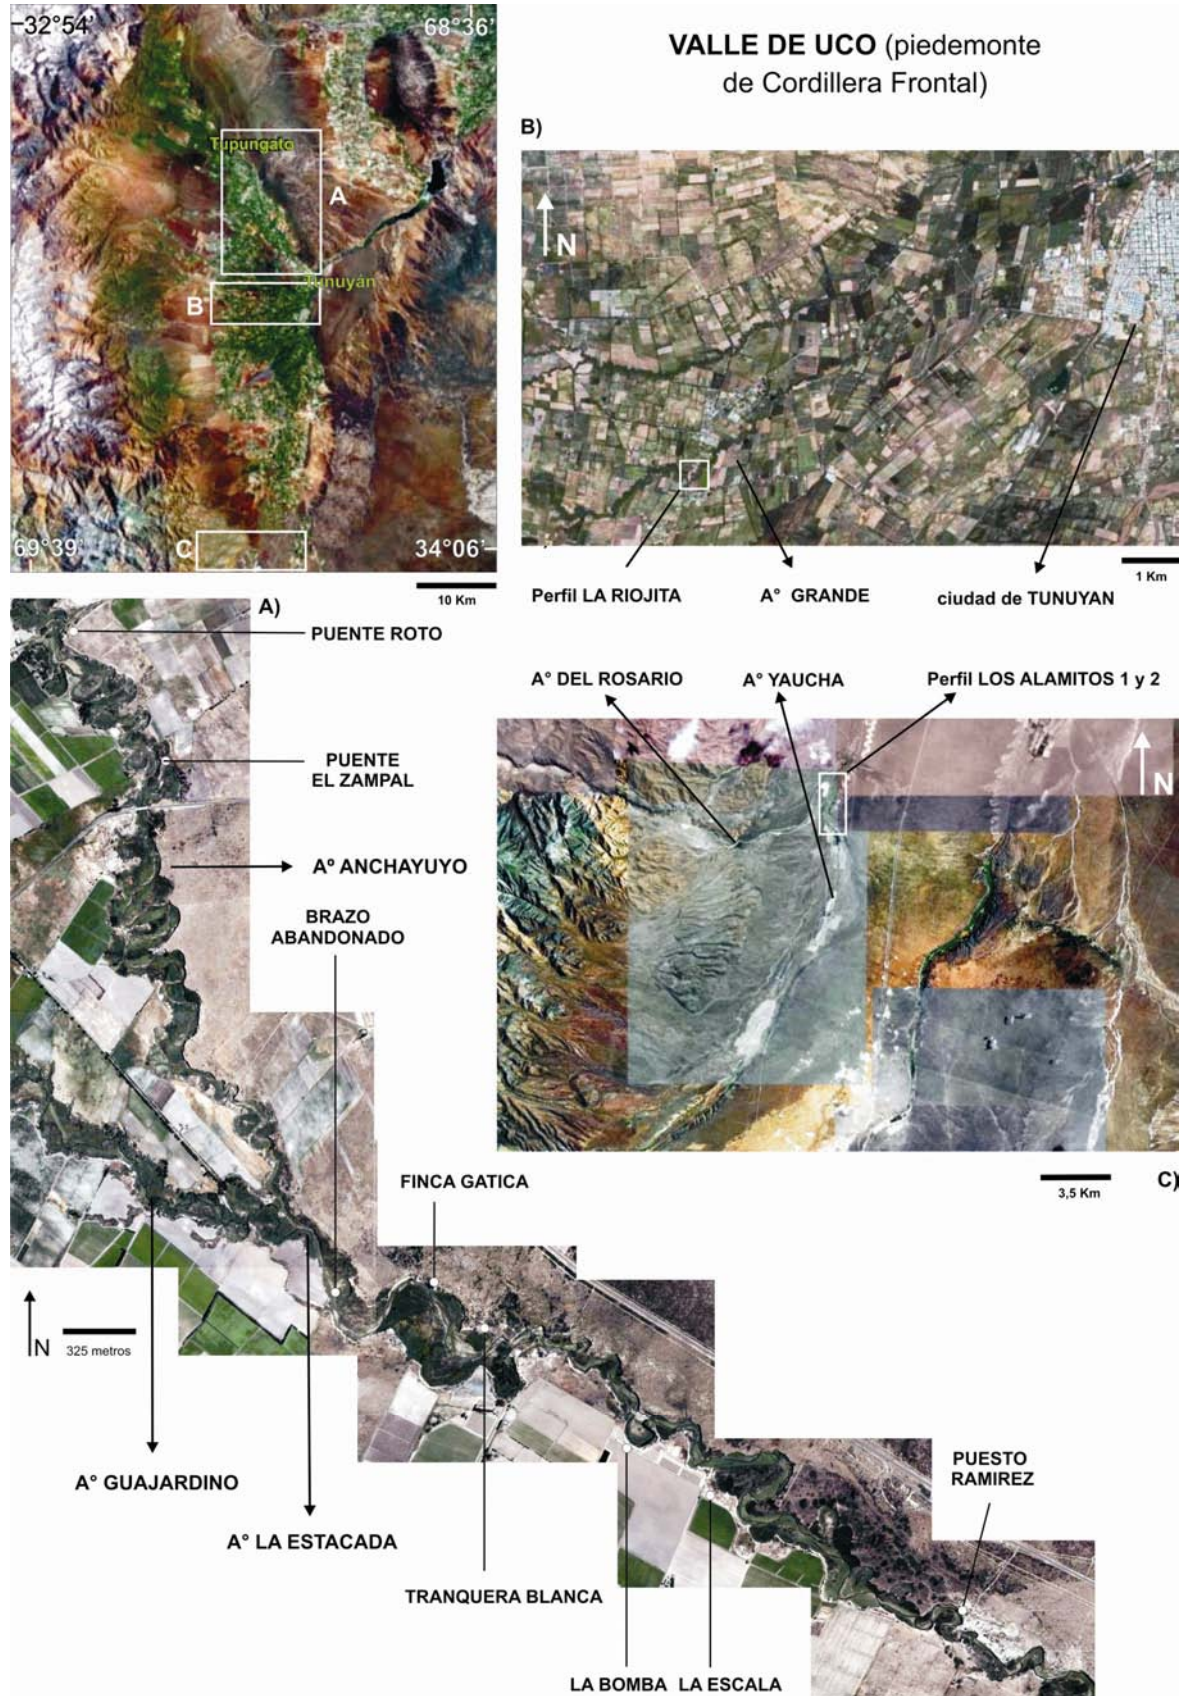 -32°54'
68°36'
Tupungato
A
Tunuyán
B
C
69°39'
34°06'
10 Km
VALLE DE UCO (piedemonte
de Cordillera Frontal)
B)
N
1 Km
Perfil LA RIOJITA
A° GRANDE
ciudad de TUNUYAN
A)
PUENTE ROTO
PUENTE
EL ZAMPAL
A° ANCHAYUYO
BRAZO
ABANDONADO
A° DEL ROSARIO
A° YAUCHA
Perfil LOS ALAMITOS 1 y 2
N
3,5 Km
C)
FINCA GATICA
N
325 metros
A° GUAJARDINO
A° LA ESTACADA
TRANQUERA BLANCA
PUESTO
RAMIREZ
LA BOMBA
LA ESCALA